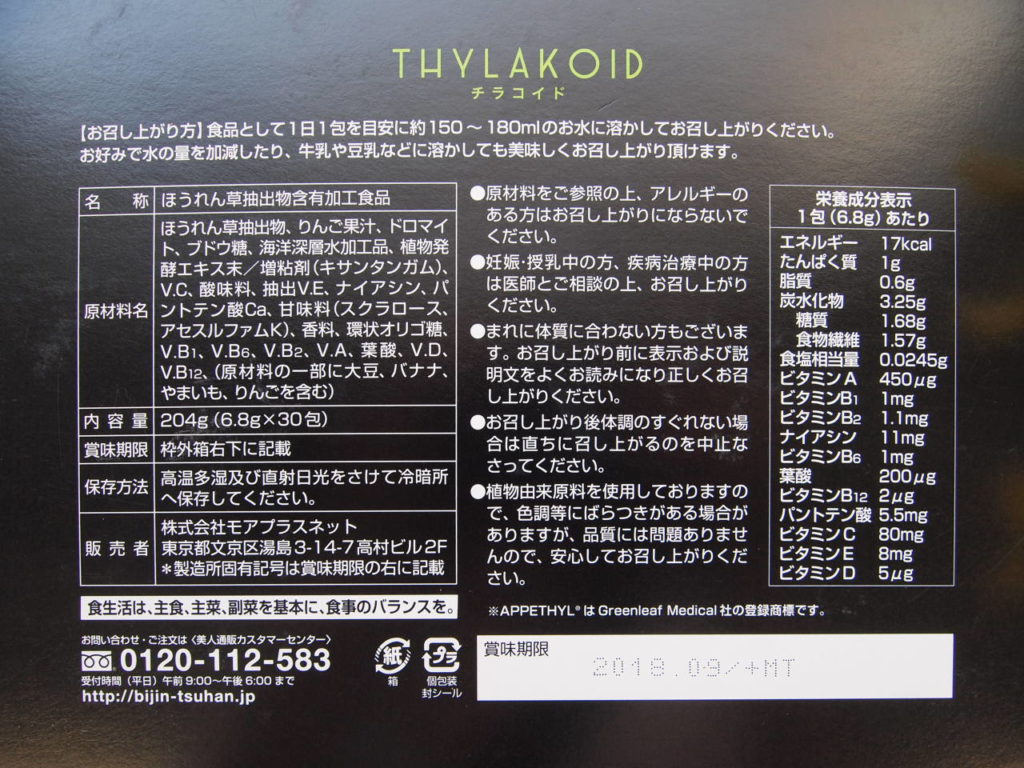 THYLAKOID
チラコイド
【お召し上がり方】食品として1日1包を目安に約150〜180mlのお水に溶かしてお召し上がりください。
お好みで水の量を加減したり、牛乳や豆乳などに溶かしても美味しくお召し上がり頂けます。
名 称 ほうれん草抽出物含有加工食品
原材料名
ほうれん草抽出物、りんご果汁、ドロマイ
ト、ブドウ糖、海洋深層水加工品、植物発
酵エキス末／増粘剤（キサンタンガム）、
V.C、酸味料、抽出V.E、ナイアシン、パ
ントテン酸Ca、甘味料（スクラロース、
アセスルファムK）、香料、環状オリゴ糖、
V.B1、V.B6、V.B2、V.A、葉酸、V.D、
V.B12、（原材料の一部に大豆、バナナ、
やまいも、りんごを含む）
内 容 量 204g（6.8g×30包）
賞味期限 枠外箱右下に記載
保存方法
高温多湿及び直射日光をさけて冷暗所
へ保存してください。
販 売 者
株式会社モアプラスネット
東京都文京区湯島3-14-7高村ビル2F
＊製造所固有記号は賞味期限の右に記載
食生活は、主食、主菜、副菜を基本に、食事のバランスを。
お問い合わせ・ご注文は〈美人通販カスタマーセンター〉
0120-112-583
受付時間（平日）午前9:00〜午後6:00まで
http://bijin-tsuhan.jp
紙
箱
プラ
個包装
封シール
●原材料をご参照の上、アレルギーの
ある方はお召し上がりにならないで
ください。
●妊娠・授乳中の方、疾病治療中の方
は医師とご相談の上、お召し上がり
ください。
●まれに体質に合わない方もございま
す。お召し上がり前に表示および説
明文をよくお読みになり正しくお召
し上がりください。
●お召し上がり後体調のすぐれない場
合は直ちに召し上がるのを中止な
さってください。
●植物由来原料を使用しておりますの
で、色調等にばらつきがある場合が
ありますが、品質には問題ありませ
んので、安心してお召し上がりくだ
さい。
※APPETHYL®はGreenleaf Medical社の登録商標です。
栄養成分表示
1包（6.8g）あたり
エネルギー 17kcal
たんぱく質 1g
脂質 0.6g
炭水化物 3.25g
糖質 1.68g
食物繊維 1.57g
食塩相当量 0.0245g
ビタミンA 450μg
ビタミンB1 1mg
ビタミンB2 1.1mg
ナイアシン 11mg
ビタミンB6 1mg
葉酸 200μg
ビタミンB12 2μg
パントテン酸 5.5mg
ビタミンC 80mg
ビタミンE 8mg
ビタミンD 5μg
賞味期限
2018.09/+MT